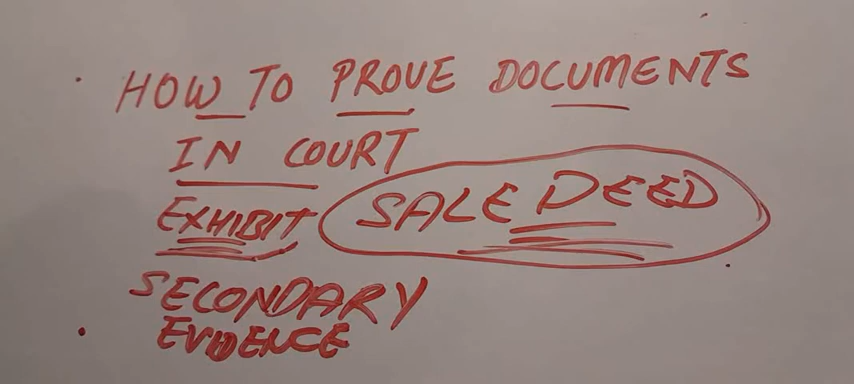 HOW TO PROVE DOCUMENTS
IN COURT
EXHIBIT SALE DEED
SECONDARY
EVIDENCE